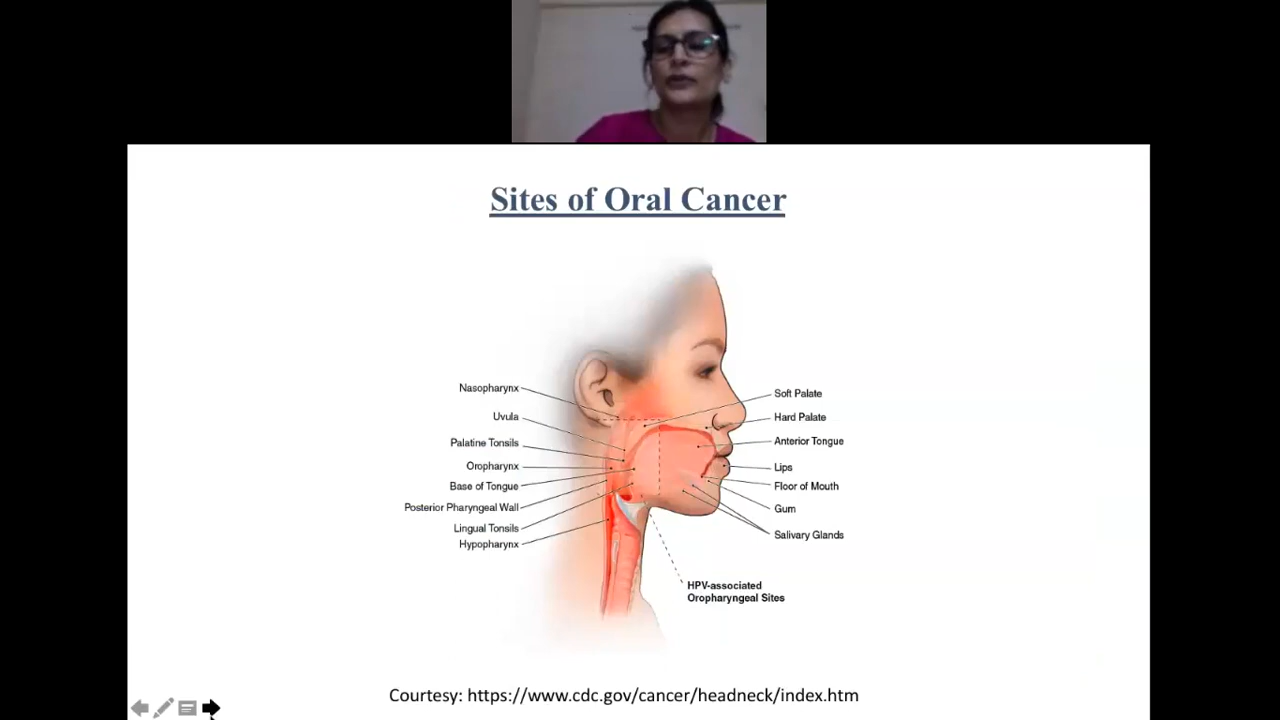 Sites of Oral Cancer
Nasopharynx
Uvula
Palatine Tonsils
Oropharynx
Base of Tongue
Posterior Pharyngeal Wall
Lingual Tonsils
Hypopharynx
Soft Palate
Hard Palate
Anterior Tongue
Lips
Floor of Mouth
Gum
Salivary Glands
HPV-associated
Oropharyngeal Sites
Courtesy: https://www.cdc.gov/cancer/headneck/index.htm